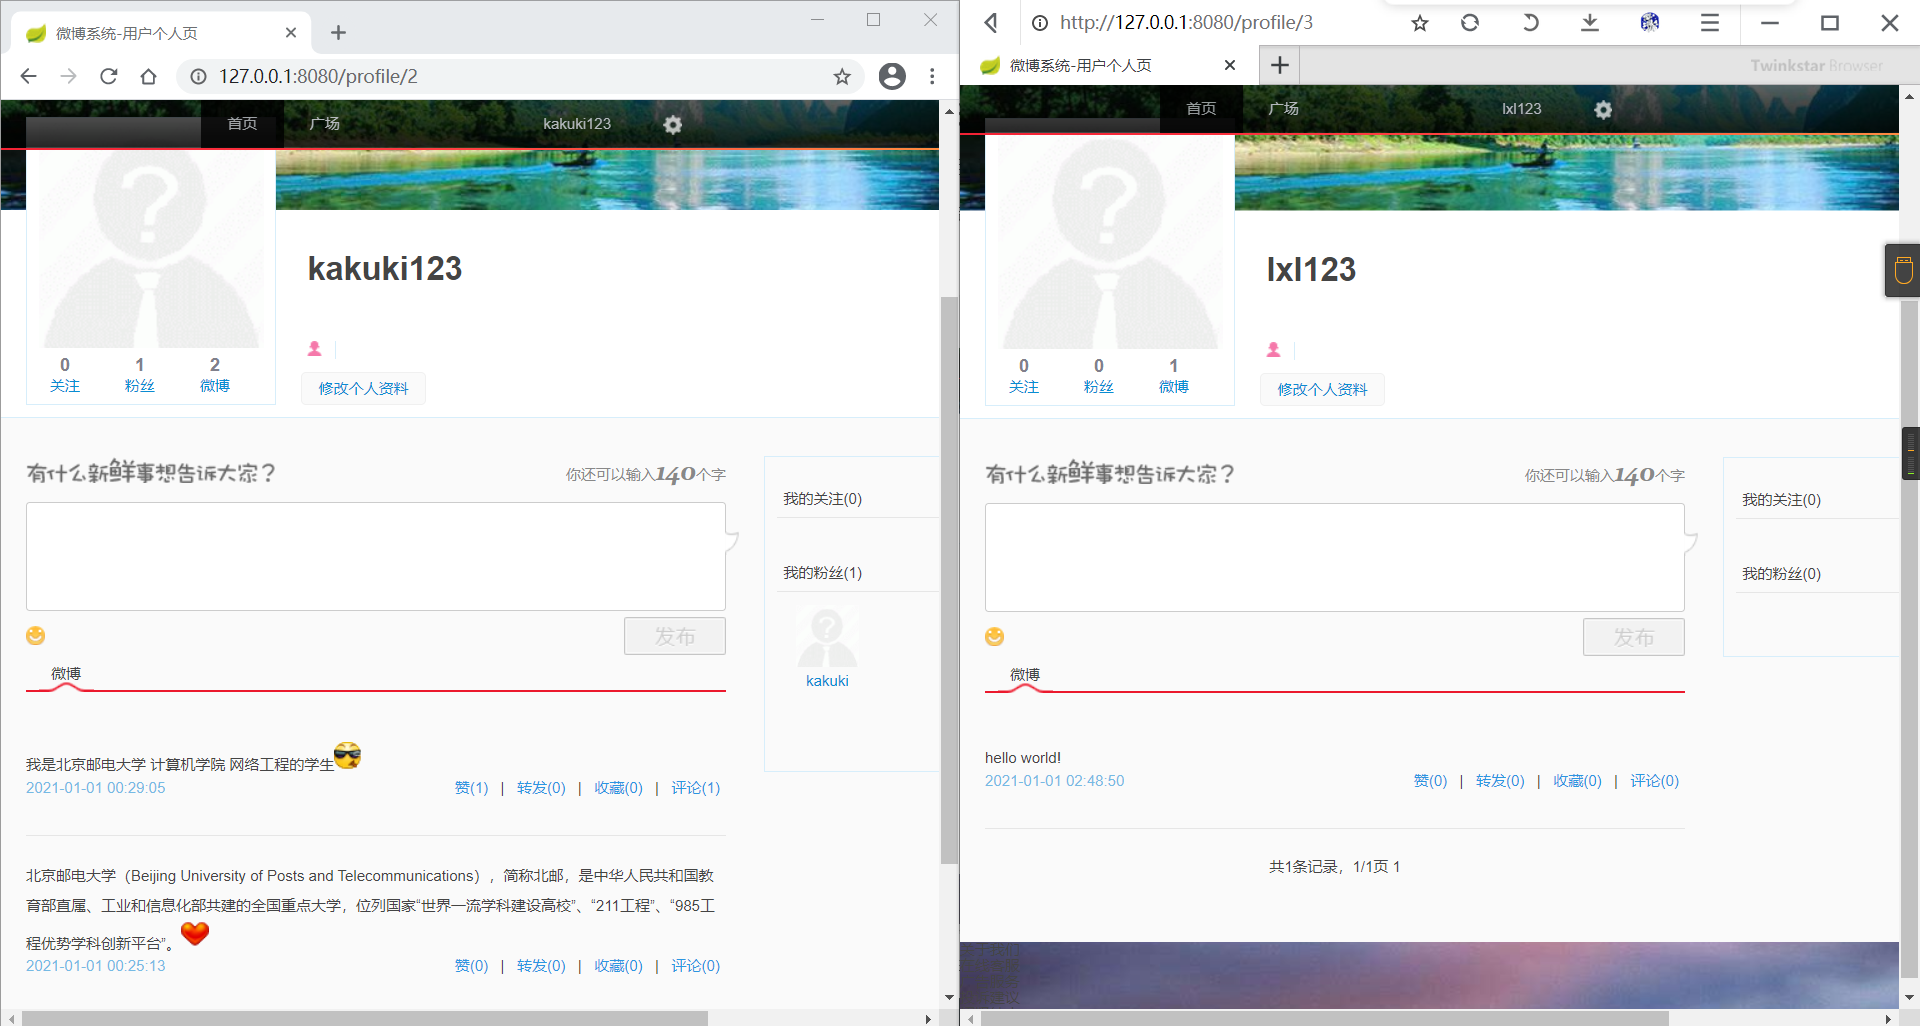 微博系统-用户个人页
127.0.0.1:8080/profile/2
首页
广场
kakuki123
kakuki123
0
1
2
关注
粉丝
微博
修改个人资料
有什么新鲜事想告诉大家？
你还可以输入140个字
发布
微博
我是北京邮电大学 计算机学院 网络工程的学生
2021-01-01 00:29:05
赞(1) | 转发(0) | 收藏(0) | 评论(1)
北京邮电大学（Beijing University of Posts and Telecommunications），简称北邮，是中华人民共和国教
育部直属、工业和信息化部共建的全国重点大学，位列国家“世界一流学科建设高校”、“211工程”、“985工
程优势学科创新平台”。
2021-01-01 00:25:13
赞(0) | 转发(0) | 收藏(0) | 评论(0)
我的关注(0)
我的粉丝(1)
kakuki
http://127.0.0.1:8080/profile/3
微博系统-用户个人页
Twinkstar Browser
首页
广场
lxl123
lxl123
0
0
1
关注
粉丝
微博
修改个人资料
有什么新鲜事想告诉大家？
你还可以输入140个字
发布
微博
hello world!
2021-01-01 02:48:50
赞(0) | 转发(0) | 收藏(0) | 评论(0)
共1条记录，1/1页 1
我的关注(0)
我的粉丝(0)